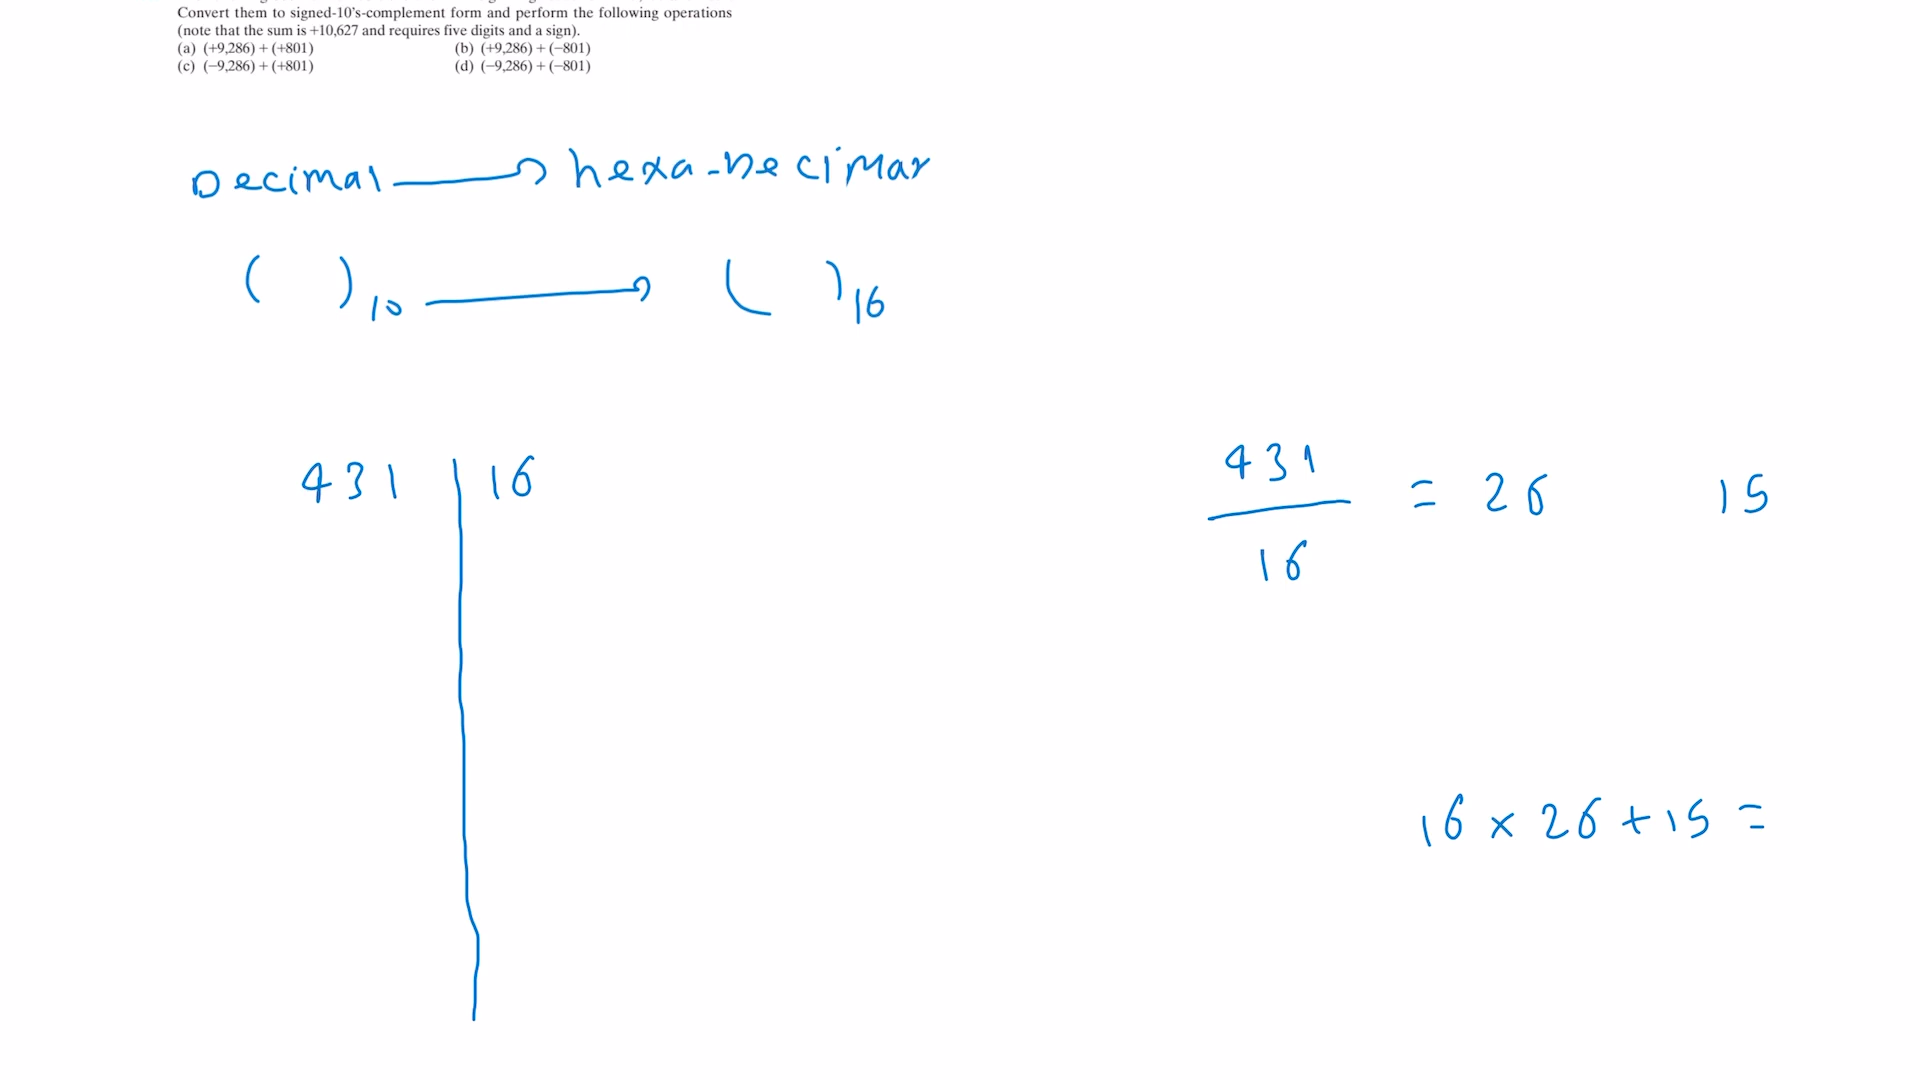 Convert them to signed-10's-complement form and perform the following operations
(note that the sum is +10,627 and requires five digits and a sign).
(a) (+9,286) + (+801) (b) (+9,286) + (−801)
(c) (−9,286) + (+801) (d) (−9,286) + (−801)
Decimal → hexa-Decimal
( )10 → ( )16
431 | 16
431/16 = 26 15
16 × 26 + 15 =